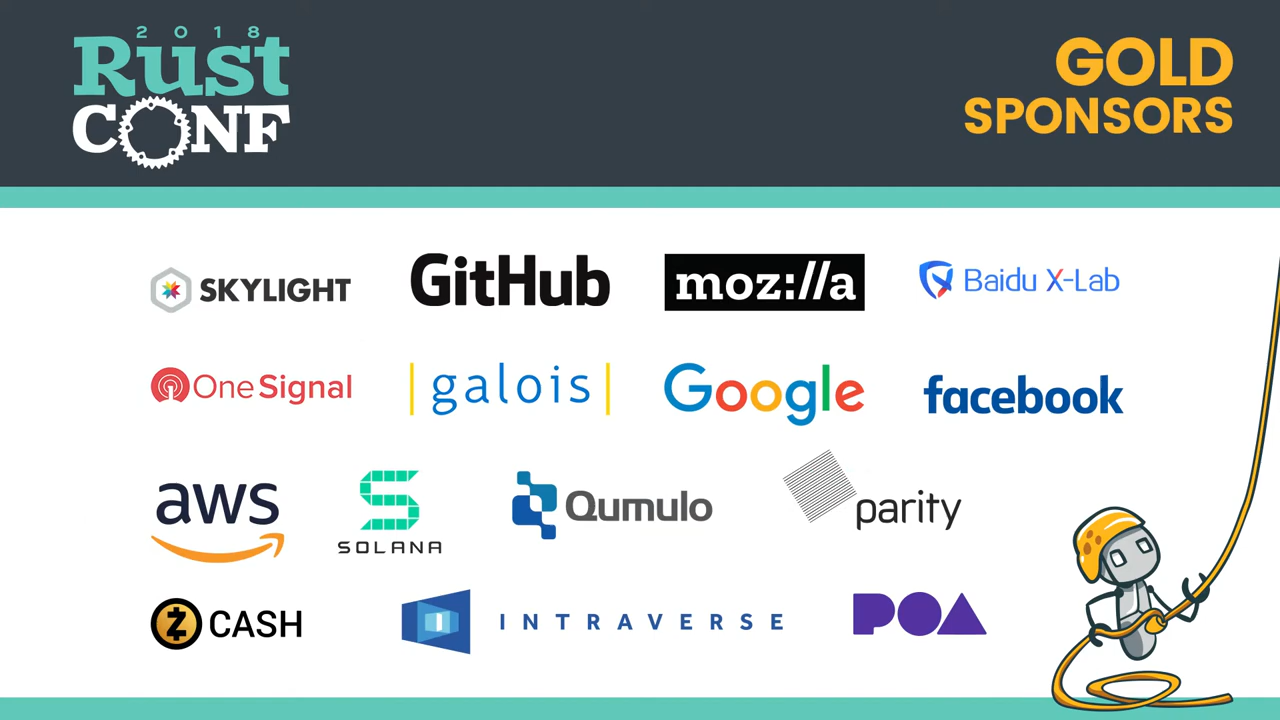 2018
Rust
CONF
GOLD
SPONSORS
SKYLIGHT
GitHub
moz://a
Baidu X-Lab
OneSignal
|galois|
Google
facebook
aws
SOLANA
Qumulo
parity
CASH
INTRAVERSE
POA